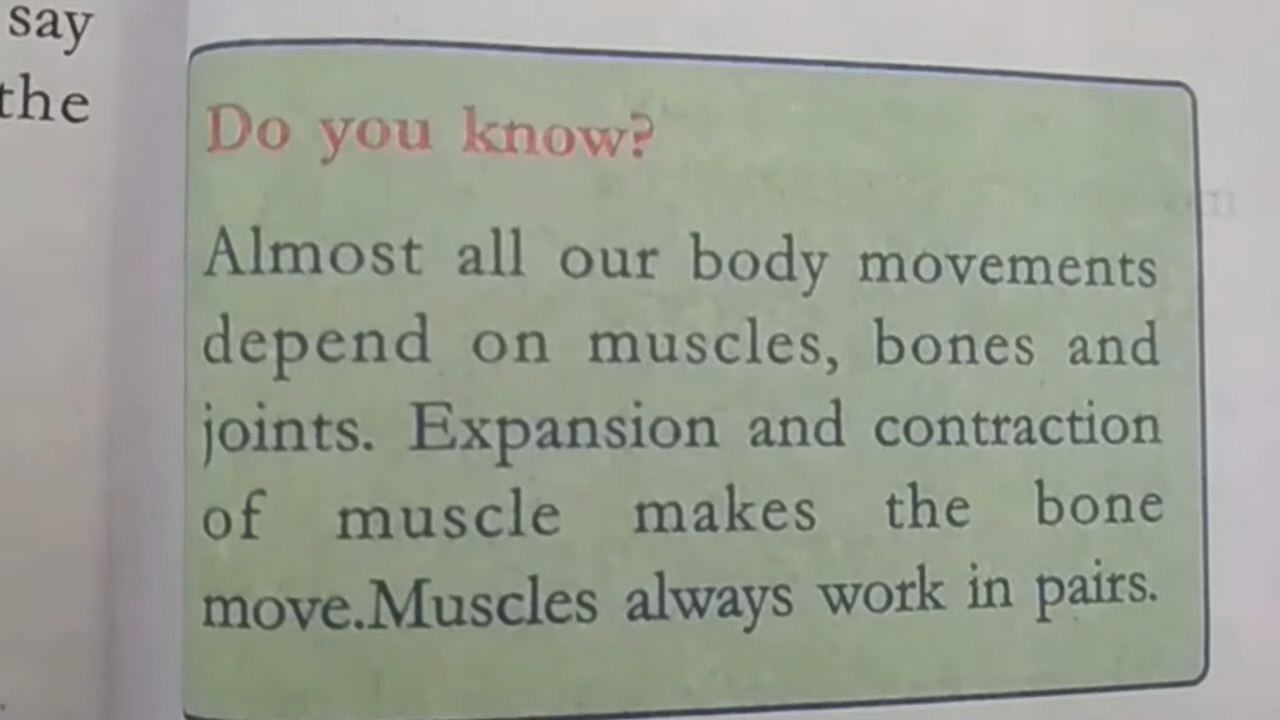 say
the
Do you know?
Almost all our body movements
depend on muscles, bones and
joints. Expansion and contraction
of muscle makes the bone
move.Muscles always work in pairs.